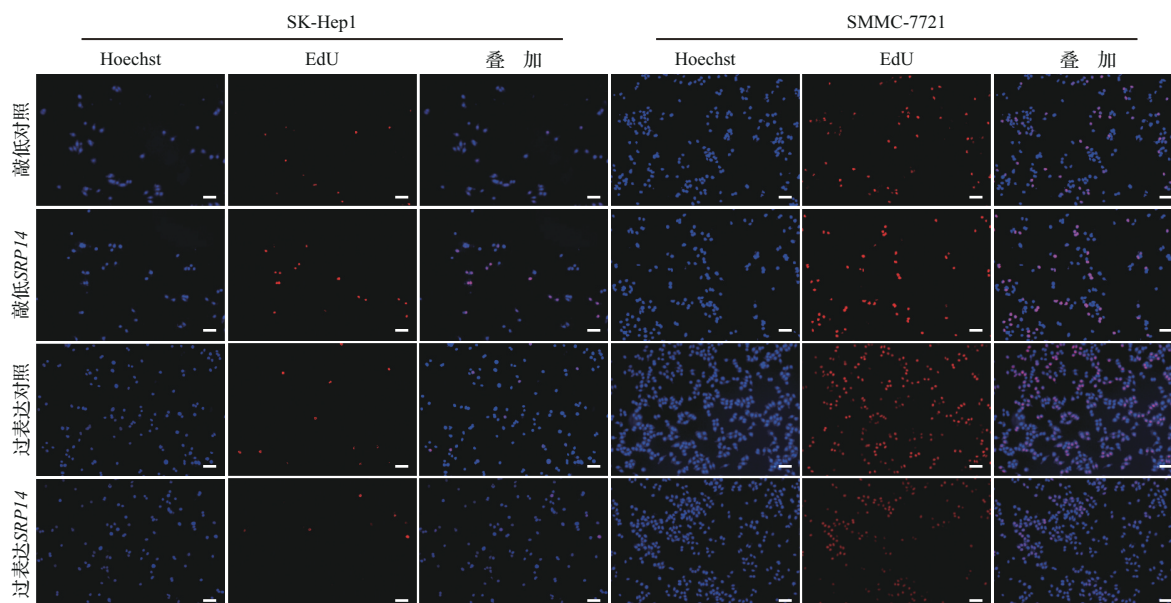 SK-Hep1 SMMC-7721
Hoechst EdU 叠 加 Hoechst EdU 叠 加
敲低对照
敲低SRP14
过表达对照
过表达SRP14